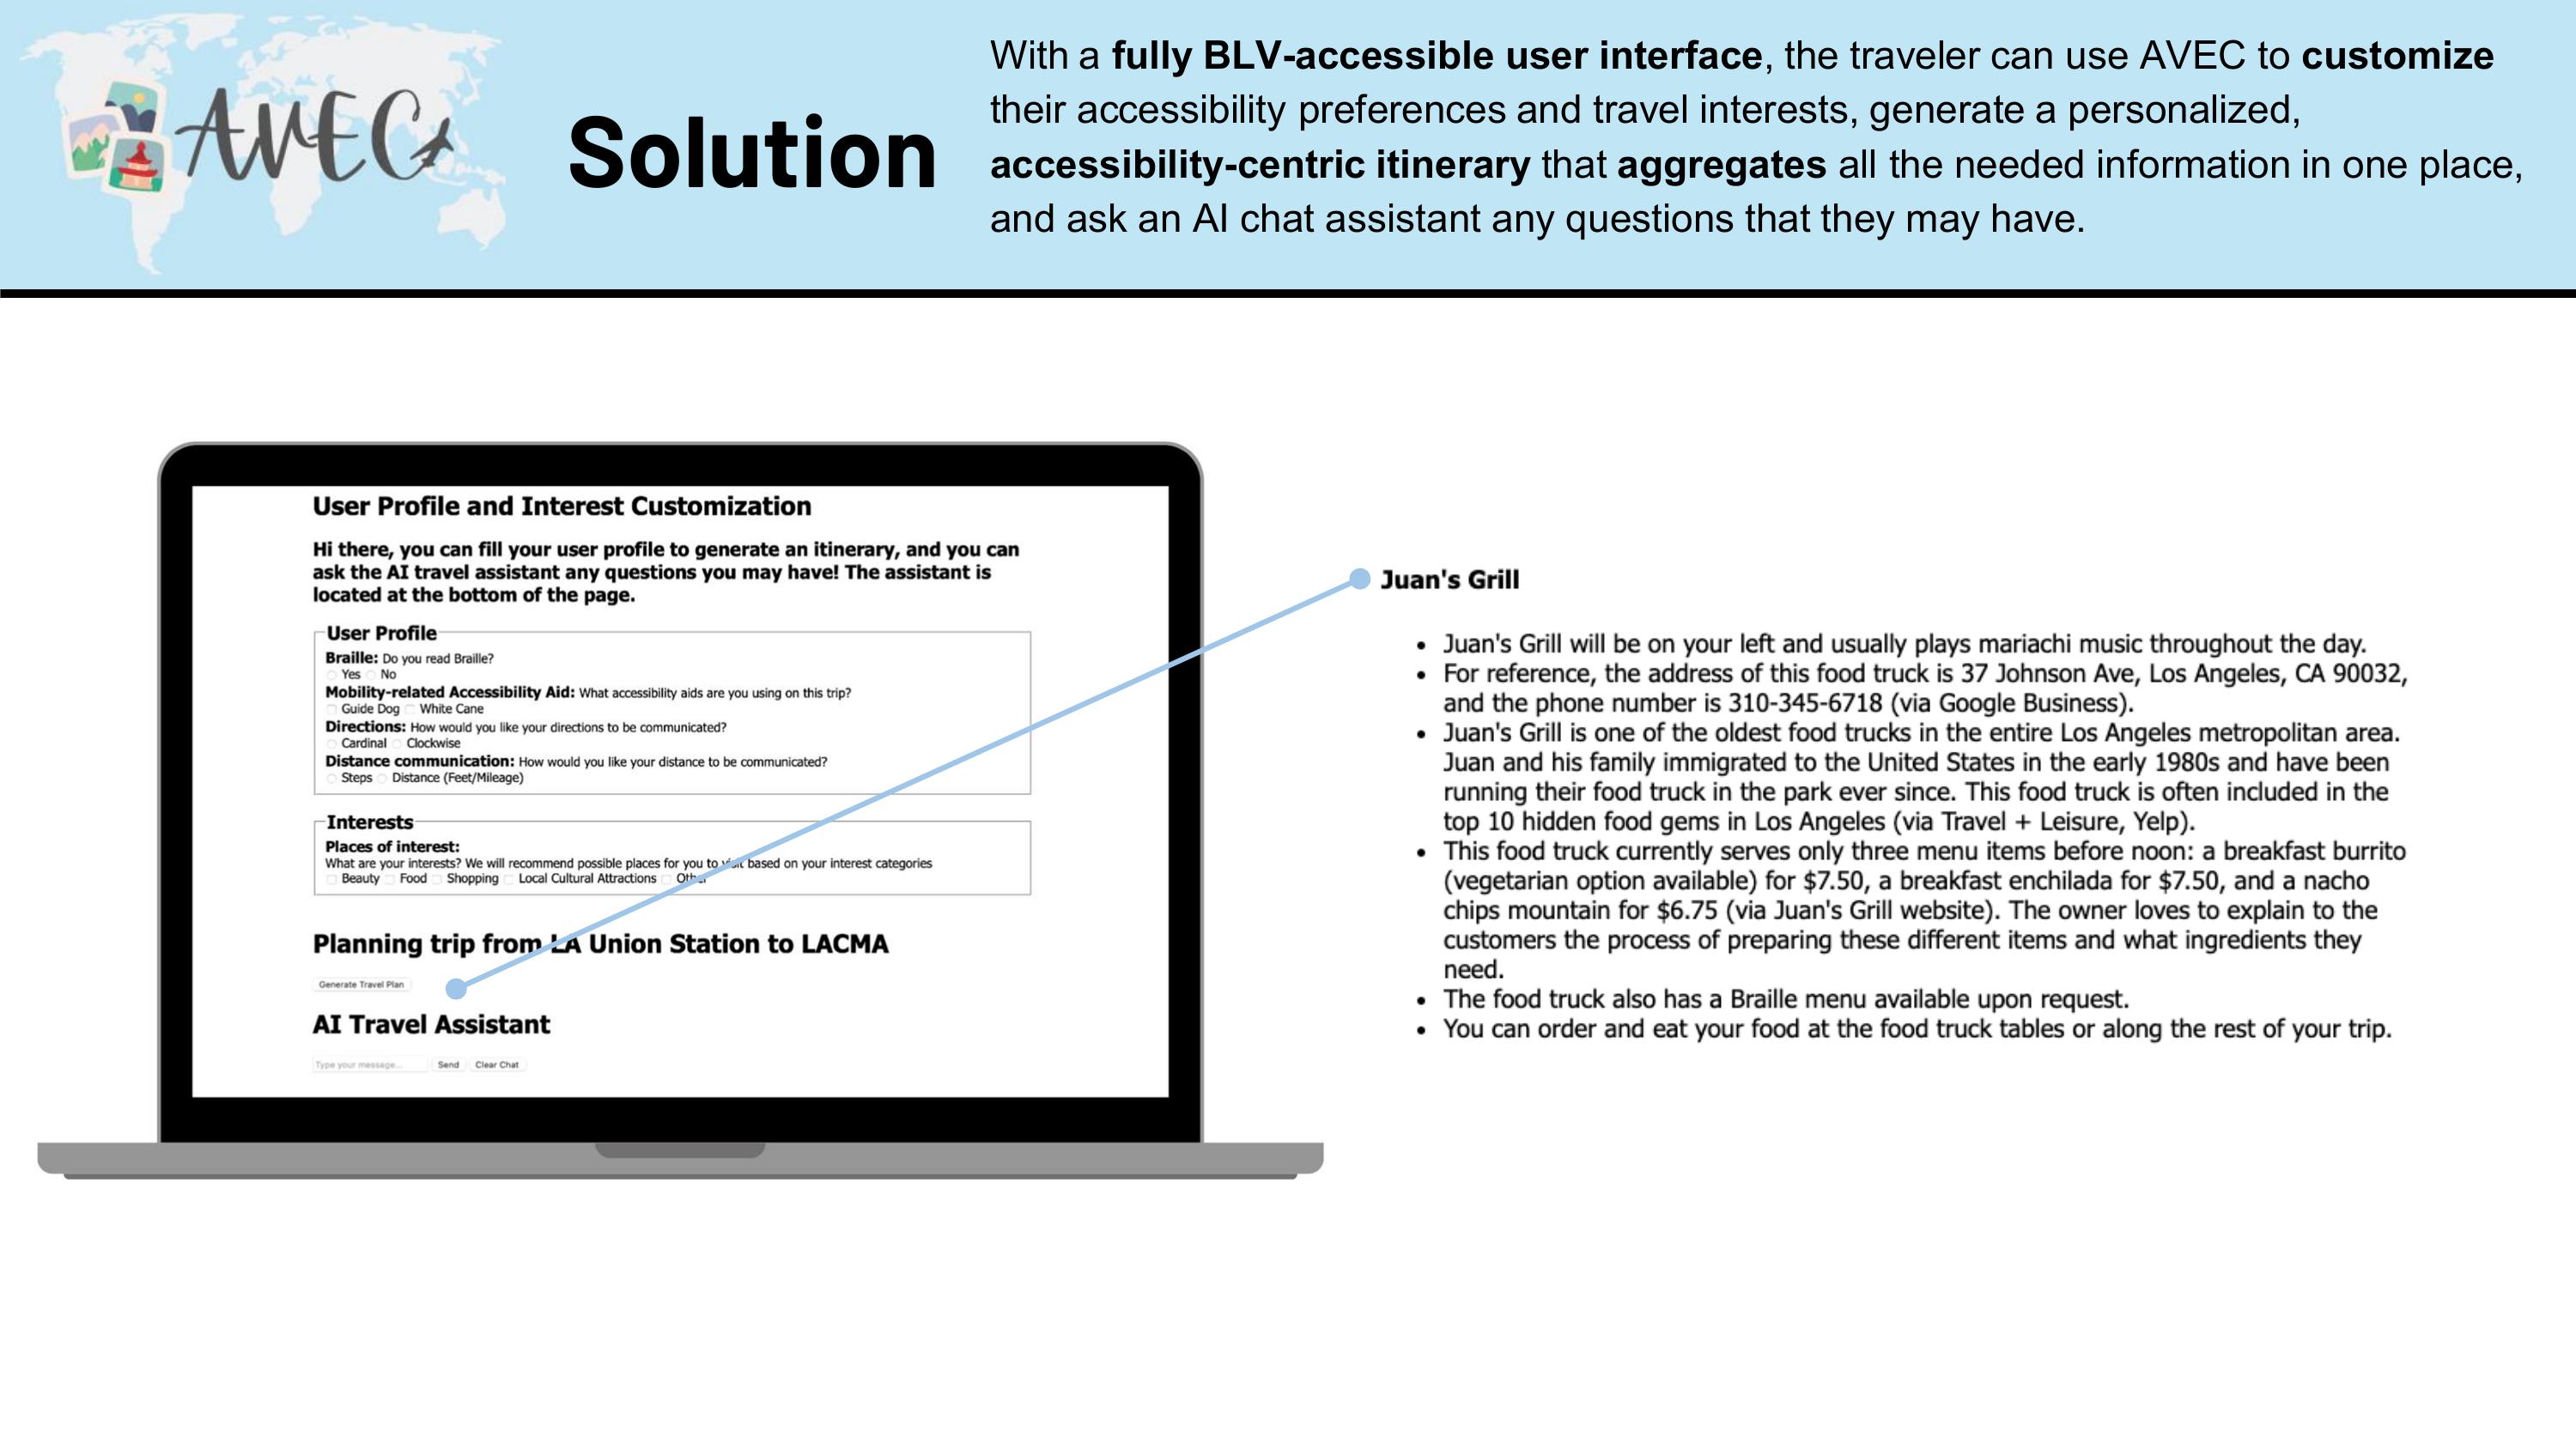 AVEC
Solution
With a fully BLV-accessible user interface, the traveler can use AVEC to customize
their accessibility preferences and travel interests, generate a personalized,
accessibility-centric itinerary that aggregates all the needed information in one place,
and ask an AI chat assistant any questions that they may have.
User Profile and Interest Customization
Hi there, you can fill your user profile to generate an itinerary, and you can
ask the AI travel assistant any questions you may have! The assistant is
located at the bottom of the page.
User Profile
Braille: Do you read Braille?
Yes No
Mobility-related Accessibility Aid: What accessibility aids are you using on this trip?
Guide Dog White Cane
Directions: How would you like your directions to be communicated?
Cardinal Clockwise
Distance communication: How would you like your distance to be communicated?
Steps Distance (Feet/Mileage)
Interests
Places of interest:
What are your interests? We will recommend possible places for you to visit based on your interest categories
Beauty Food Shopping Local Cultural Attractions Other
Planning trip from LA Union Station to LACMA
Generate Travel Plan
AI Travel Assistant
Type your message... Send Clear Chat
Juan's Grill
• Juan's Grill will be on your left and usually plays mariachi music throughout the day.
• For reference, the address of this food truck is 37 Johnson Ave, Los Angeles, CA 90032,
and the phone number is 310-345-6718 (via Google Business).
• Juan's Grill is one of the oldest food trucks in the entire Los Angeles metropolitan area.
Juan and his family immigrated to the United States in the early 1980s and have been
running their food truck in the park ever since. This food truck is often included in the
top 10 hidden food gems in Los Angeles (via Travel + Leisure, Yelp).
• This food truck currently serves only three menu items before noon: a breakfast burrito
(vegetarian option available) for $7.50, a breakfast enchilada for $7.50, and a nacho
chips mountain for $6.75 (via Juan's Grill website). The owner loves to explain to the
customers the process of preparing these different items and what ingredients they
need.
• The food truck also has a Braille menu available upon request.
• You can order and eat your food at the food truck tables or along the rest of your trip.